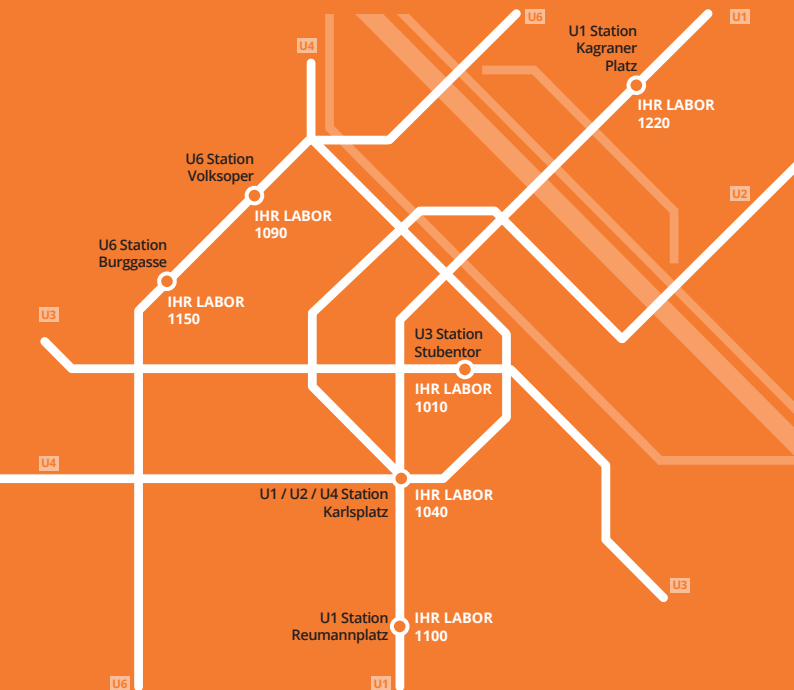 U6
U1
U1 Station
Kagraner
Platz
U4
IHR LABOR
1220
U6 Station
Volksoper
U2
IHR LABOR
1090
U6 Station
Burggasse
IHR LABOR
1150
U3
U3 Station
Stubentor
IHR LABOR
1010
U4
U1 / U2 / U4 Station
Karlsplatz
IHR LABOR
1040
U3
U1 Station
Reumannplatz
IHR LABOR
1100
U6
U1